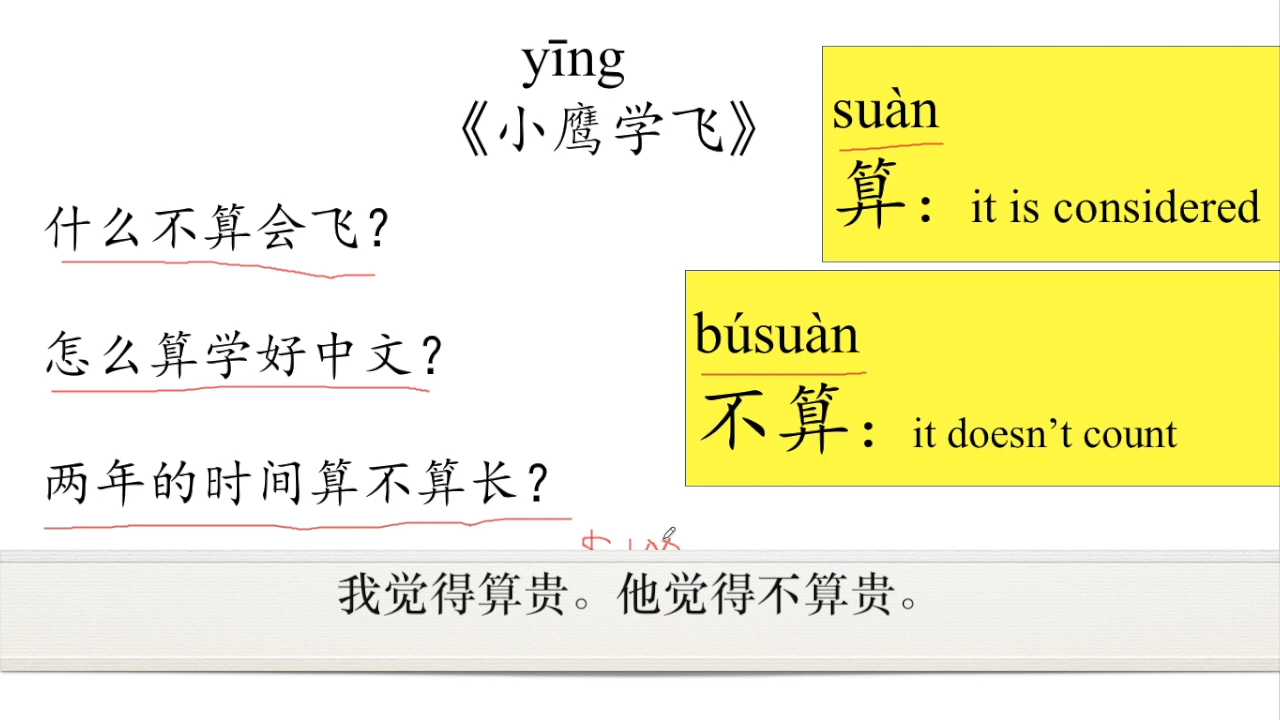 yīng
《小鹰学飞》
suàn
算：it is considered
什么不算会飞？
búsuàn
不算：it doesn’t count
怎么算学好中文？
两年的时间算不算长？
我觉得算贵。他觉得不算贵。